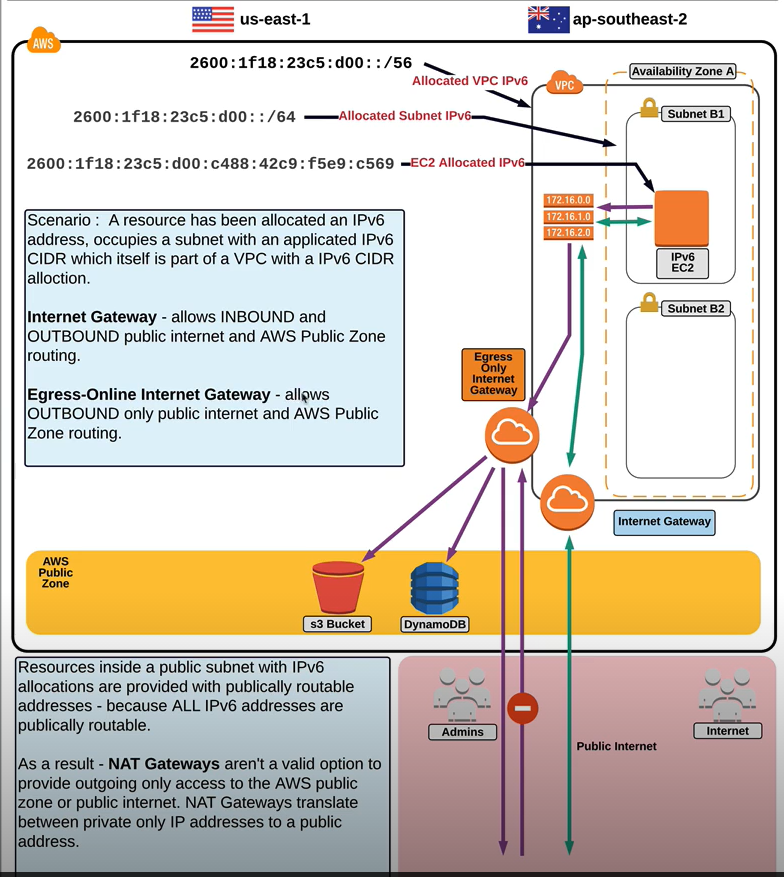 us-east-1
ap-southeast-2
AWS
2600:1f18:23c5:d00::/56
Allocated VPC IPv6
VPC
Availability Zone A
2600:1f18:23c5:d00::/64
Allocated Subnet IPv6
Subnet B1
2600:1f18:23c5:d00:c488:42c9:f5e9:c569
EC2 Allocated IPv6
172.16.0.0
172.16.1.0
172.16.2.0
IPv6
EC2
Scenario : A resource has been allocated an IPv6
address, occupies a subnet with an applicated IPv6
CIDR which itself is part of a VPC with a IPv6 CIDR
alloction.
Internet Gateway - allows INBOUND and
OUTBOUND public internet and AWS Public Zone
routing.
Egress-Online Internet Gateway - allows
OUTBOUND only public internet and AWS Public
Zone routing.
Subnet B2
Egress
Only
Internet
Gateway
Internet Gateway
AWS
Public
Zone
s3 Bucket
DynamoDB
Resources inside a public subnet with IPv6
allocations are provided with publically routable
addresses - because ALL IPv6 addresses are
publically routable.
As a result - NAT Gateways aren't a valid option to
provide outgoing only access to the AWS public
zone or public internet. NAT Gateways translate
between private only IP addresses to a public
address.
Admins
Internet
Public Internet